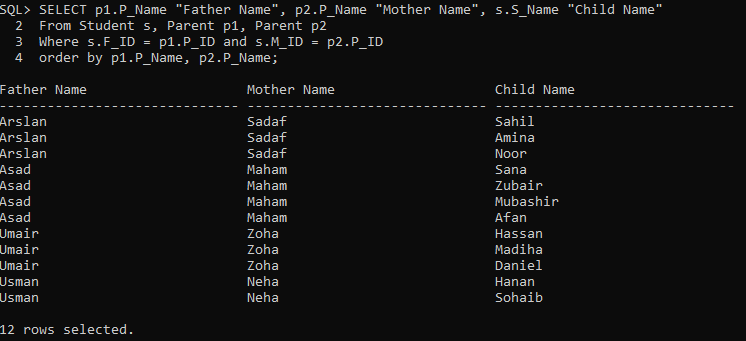 SQL> SELECT p1.P_Name "Father Name", p2.P_Name "Mother Name", s.S_Name "Child Name"
  2  From Student s, Parent p1, Parent p2
  3  Where s.F_ID = p1.P_ID and s.M_ID = p2.P_ID
  4  order by p1.P_Name, p2.P_Name;
Father Name                    Mother Name                    Child Name
------------------------------ ------------------------------ ------------------------------
Arslan                         Sadaf                          Sahil
Arslan                         Sadaf                          Amina
Arslan                         Sadaf                          Noor
Asad                           Maham                          Sana
Asad                           Maham                          Zubair
Asad                           Maham                          Mubashir
Asad                           Maham                          Afan
Umair                          Zoha                           Hassan
Umair                          Zoha                           Madiha
Umair                          Zoha                           Daniel
Usman                          Neha                           Hanan
Usman                          Neha                           Sohaib
12 rows selected.